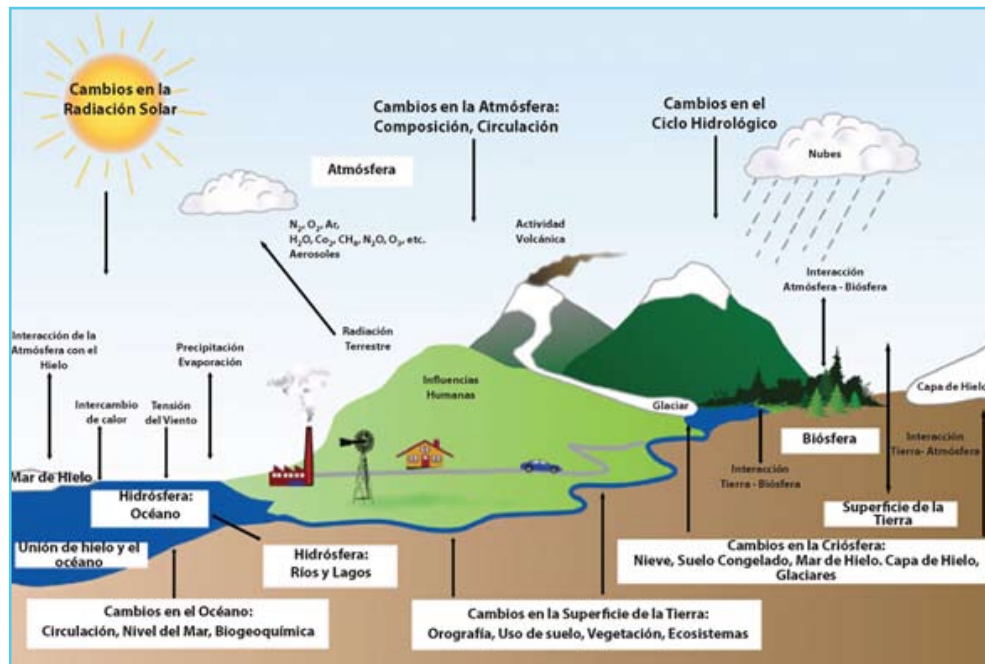 Cambios en la
Radiación Solar
Cambios en la Atmósfera:
Composición, Circulación
Cambios en el
Ciclo Hidrológico
Nubes
Atmósfera
N₂, O₂, Ar,
H₂O, Co₂, CH₄, N₂O, O₃, etc.
Aerosoles
Actividad
Volcánica
Interacción
Atmósfera - Biósfera
Interacción de la
Atmósfera con el
Hielo
Precipitación
Evaporación
Radiación
Terrestre
Influencias
Humanas
Intercambio
de calor
Tensión
del Viento
Glaciar
Capa de Hielo
Biósfera
Interacción
Tierra- Atmósfera
Mar de Hielo
Interacción
Tierra - Biósfera
Hidrósfera:
Océano
Superficie de la
Tierra
Unión de hielo y el
océano
Hidrósfera:
Ríos y Lagos
Cambios en la Criósfera:
Nieve, Suelo Congelado, Mar de Hielo. Capa de Hielo,
Glaciares
Cambios en el Océano:
Circulación, Nivel del Mar, Biogeoquímica
Cambios en la Superficie de la Tierra:
Orografía, Uso de suelo, Vegetación, Ecosistemas